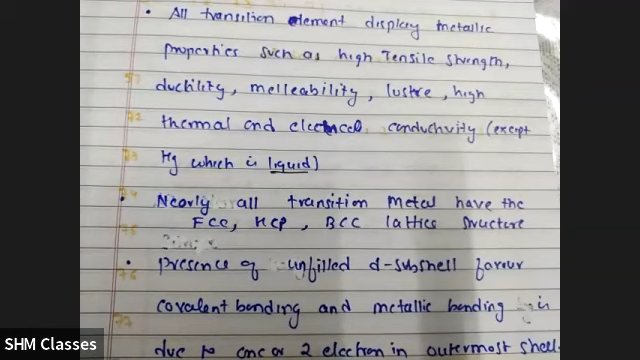 • All transition element display metallic
properties such as high Tensile strength,
ductility, melleability, lustre, high
thermal and electrical conductivity (except
Hg which is liquid)
• Nearly all transition metal have the
FCC, HCP, BCC lattice structure
• presence of unfilled d-subshell favour
covalent bonding and metallic bonding is
due to one or 2 electron in outermost shell.
SHM Classes